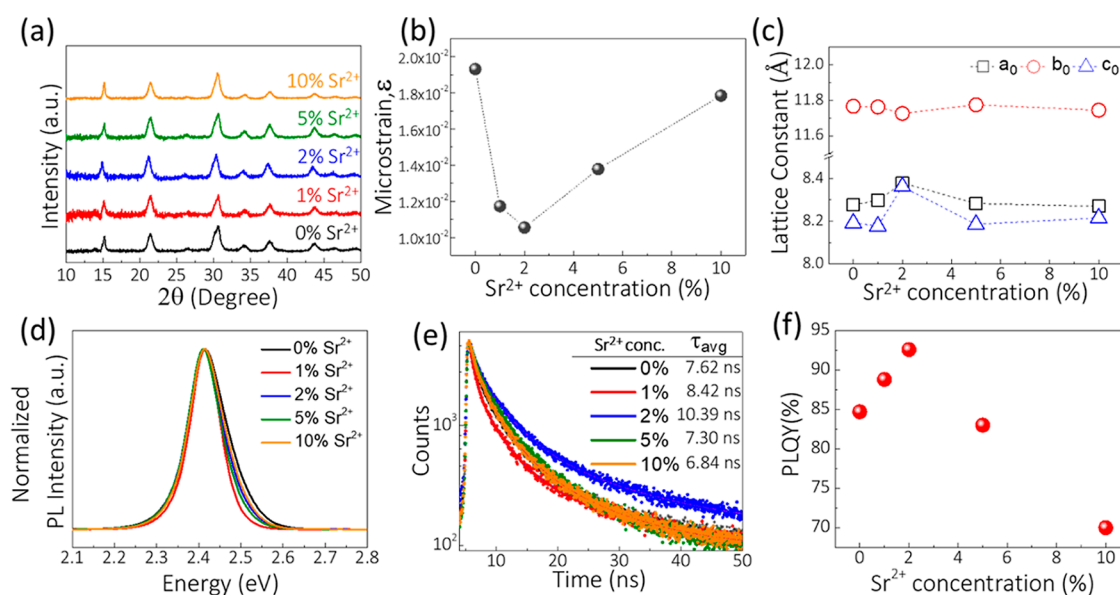 (a)
Intensity (a.u.)
10% Sr²⁺
5% Sr²⁺
2% Sr²⁺
1% Sr²⁺
0% Sr²⁺
10 15 20 25 30 35 40 45 50
2θ (Degree)
(b)
Microstrain,ε
2.0x10⁻²
1.8x10⁻²
1.6x10⁻²
1.4x10⁻²
1.2x10⁻²
1.0x10⁻²
0 2 4 6 8 10
Sr²⁺ concentration (%)
(c)
Lattice Constant (Å)
a₀ b₀ c₀
12.0
11.8
11.6
8.4
8.2
8.0
0 2 4 6 8 10
Sr²⁺ concentration (%)
(d)
Normalized
PL Intensity (a.u.)
0% Sr²⁺
1% Sr²⁺
2% Sr²⁺
5% Sr²⁺
10% Sr²⁺
2.1 2.2 2.3 2.4 2.5 2.6 2.7 2.8
Energy (eV)
(e)
Counts
10³
10²
Sr²⁺ conc. τavg
0% 7.62 ns
1% 8.42 ns
2% 10.39 ns
5% 7.30 ns
10% 6.84 ns
10 20 30 40 50
Time (ns)
(f)
PLQY(%)
95
90
85
80
75
70
0 2 4 6 8 10
Sr²⁺ concentration (%)